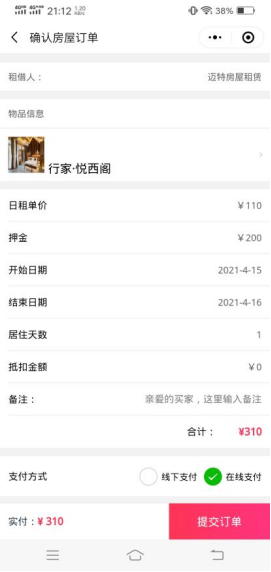 21:12 38%
确认房屋订单
租借人： 迈特房屋租赁
物品信息
行家·悦西阁
日租单价 ￥110
押金 ￥200
开始日期 2021-4-15
结束日期 2021-4-16
居住天数 1
抵扣金额 ￥0
备注： 亲爱的买家，这里输入备注
合计： ¥310
支付方式 线下支付 在线支付
实付：¥ 310 提交订单